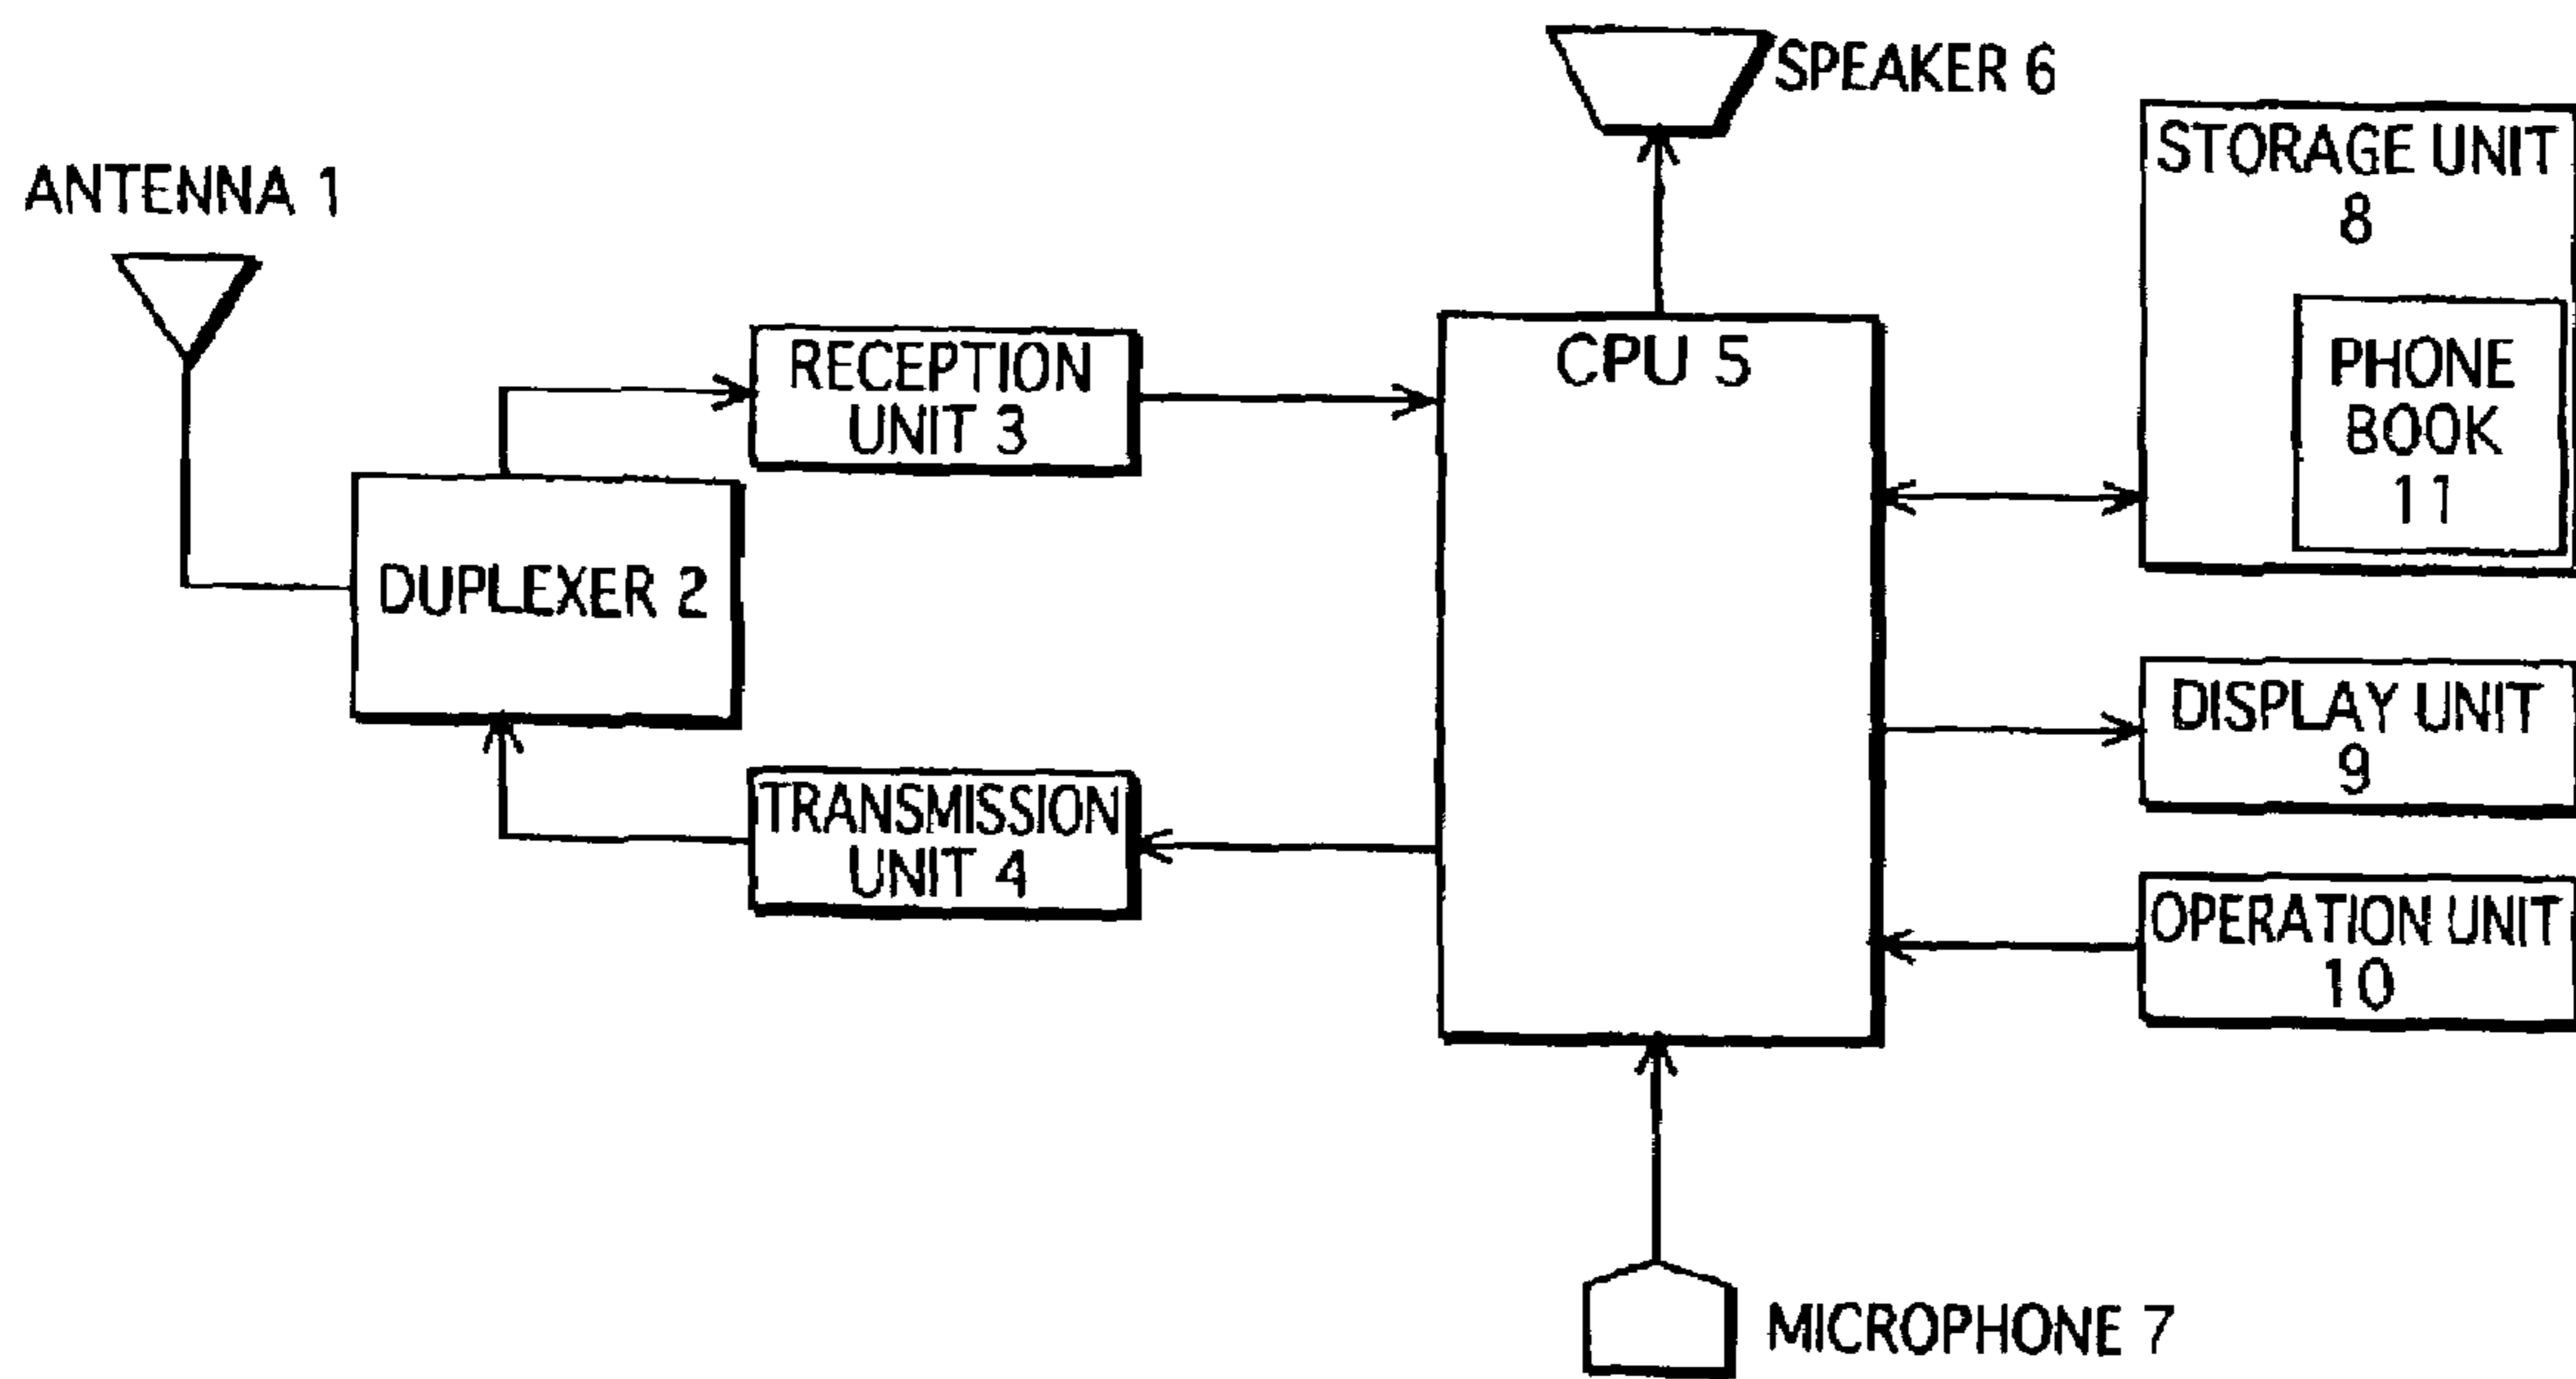 ANTENNA 1
SPEAKER 6
STORAGE UNIT
8
PHONE
BOOK
11
RECEPTION
UNIT 3
CPU 5
DUPLEXER 2
TRANSMISSION
UNIT 4
DISPLAY UNIT
9
OPERATION UNIT
10
MICROPHONE 7